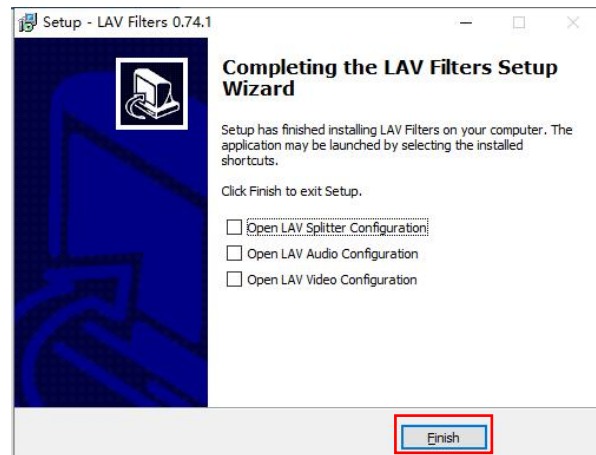 Setup - LAV Filters 0.74.1
Completing the LAV Filters Setup
Wizard
Setup has finished installing LAV Filters on your computer. The
application may be launched by selecting the installed
shortcuts.
Click Finish to exit Setup.
Open LAV Splitter Configuration
Open LAV Audio Configuration
Open LAV Video Configuration
Finish